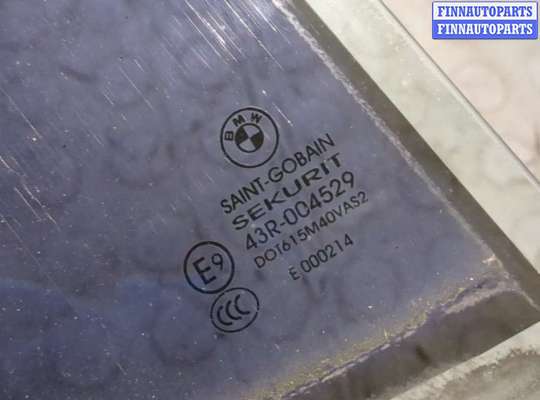 FINNAUTOPARTS
FINNAUTOPARTS
BMW
SAINT-GOBAIN
SEKURIT
43R-004529
DOT615M40VAS2
E 000214
E9
CCC